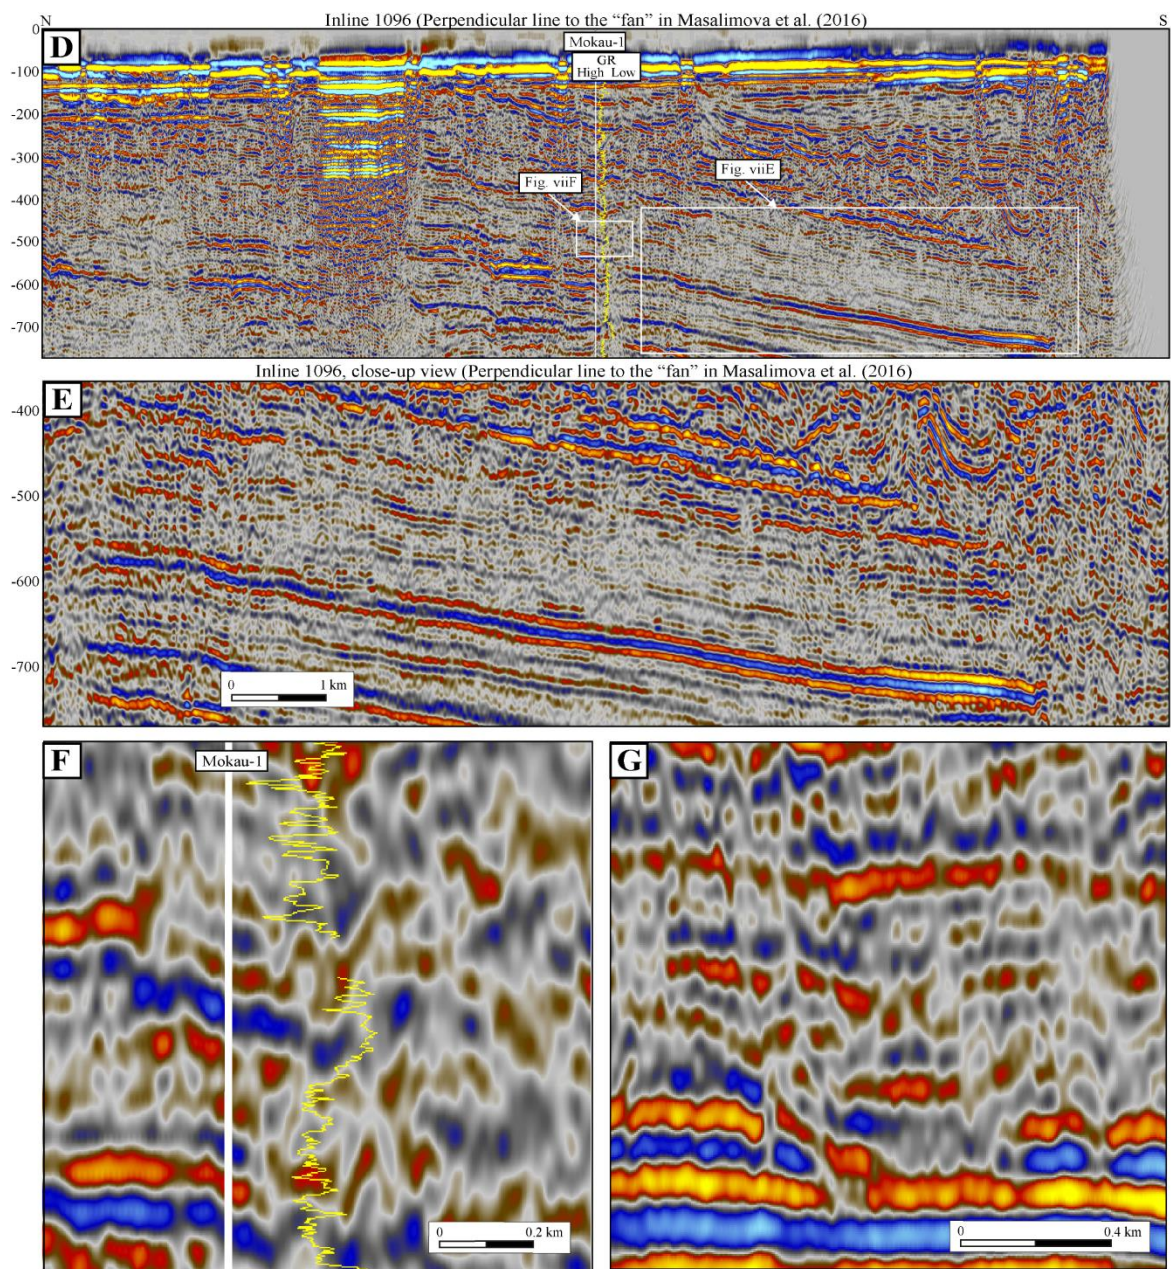 N
Inline 1096 (Perpendicular line to the “fan” in Masalimova et al. (2016)
S
0
D
Mokau-1
GR
High Low
-100
-200
-300
Fig. viiF
Fig. viiE
-400
-500
-600
-700
Inline 1096, close-up view (Perpendicular line to the “fan” in Masalimova et al. (2016)
E
-400
-500
-600
-700
0 1 km
F
Mokau-1
0 0.2 km
G
0 0.4 km